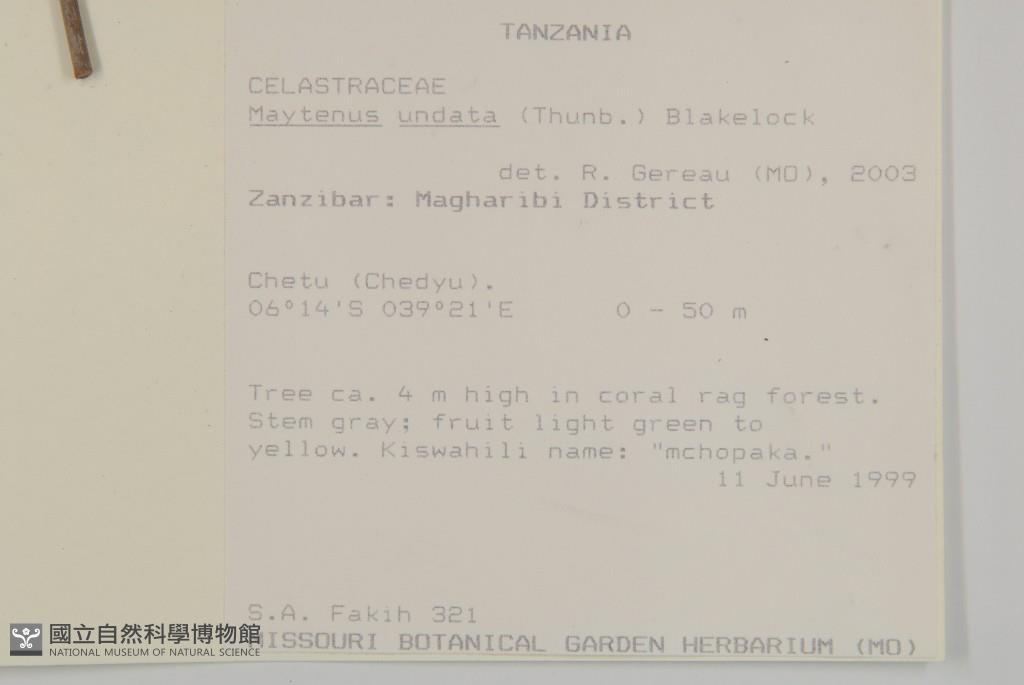 TANZANIA
CELASTRACEAE
Maytenus undata (Thunb.) Blakelock
det. R. Gereau (MO), 2003
Zanzibar: Magharibi District
Chetu (Chedyu).
06°14'S 039°21'E 0 - 50 m
Tree ca. 4 m high in coral rag forest.
Stem gray; fruit light green to
yellow. Kiswahili name: "mchopaka."
11 June 1999
S.A. Fakih 321
MISSOURI BOTANICAL GARDEN HERBARIUM (MO)
國立自然科學博物館
NATIONAL MUSEUM OF NATURAL SCIENCE